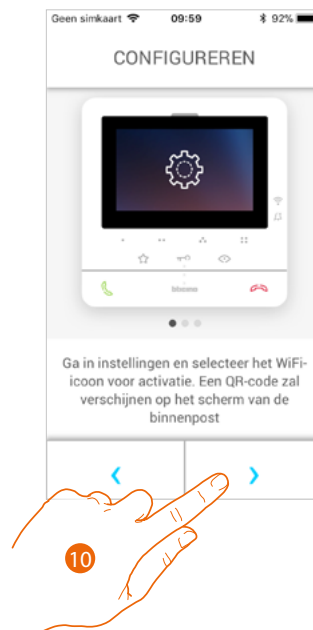 Geen simkaart 09:59 92%
CONFIGUREREN
bticino
Ga in instellingen en selecteer het WiFi-
icoon voor activatie. Een QR-code zal
verschijnen op het scherm van de
binnenpost
10